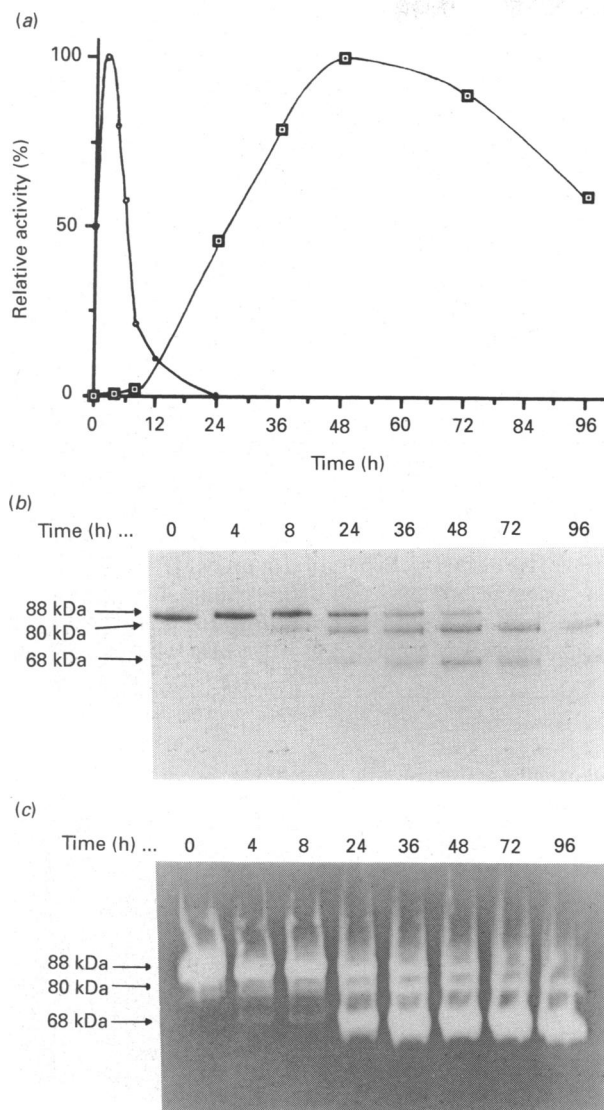 (a)
100
50
0
Relative activity (%)
0 12 24 36 48 60 72 84 96
Time (h)
(b)
Time (h) ... 0 4 8 24 36 48 72 96
88 kDa
80 kDa
68 kDa
(c)
Time (h) ... 0 4 8 24 36 48 72 96
88 kDa
80 kDa
68 kDa